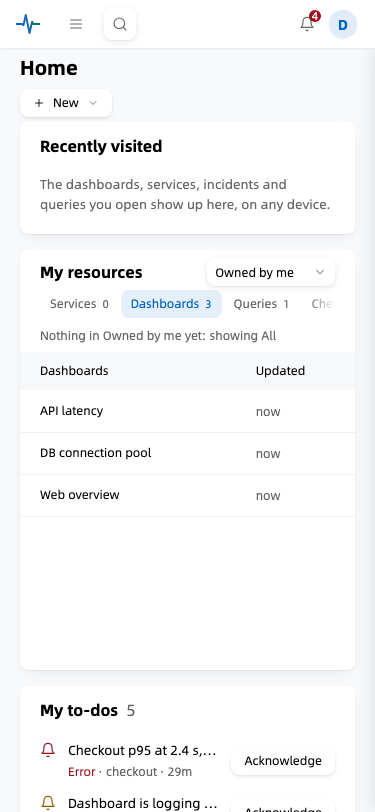 4
D
Home
New
Recently visited
The dashboards, services, incidents and
queries you open show up here, on any device.
My resources
Owned by me
Services 0 Dashboards 3 Queries 1 Che
Nothing in Owned by me yet: showing All
Dashboards Updated
API latency now
DB connection pool now
Web overview now
My to-dos 5
Checkout p95 at 2.4 s,…
Acknowledge
Error · checkout · 29m
Dashboard is logging …
Acknowledge